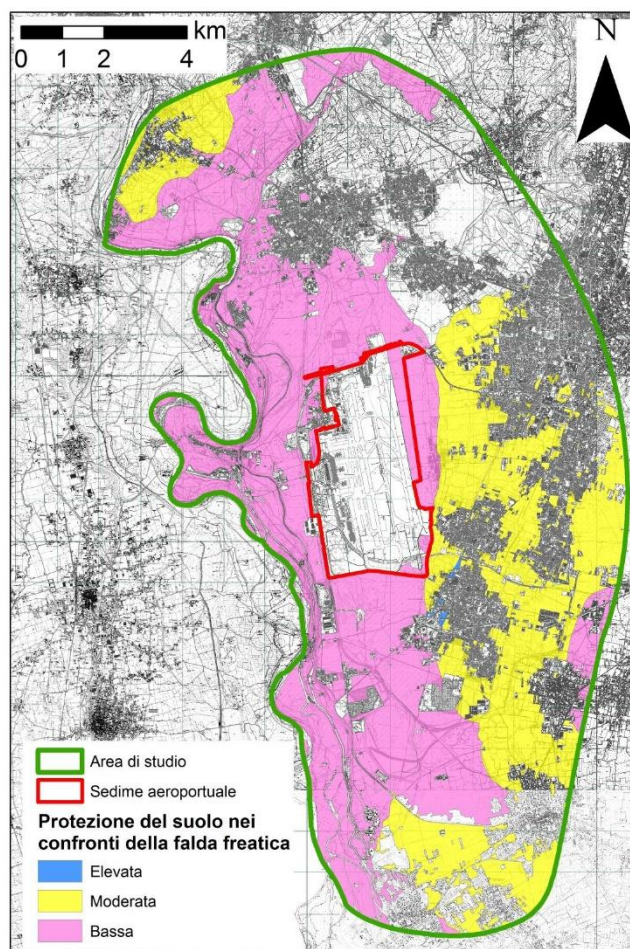 km
0 1 2 4
N
Area di studio
Sedime aeroportuale
Protezione del suolo nei
confronti della falda freatica
Elevata
Moderata
Bassa